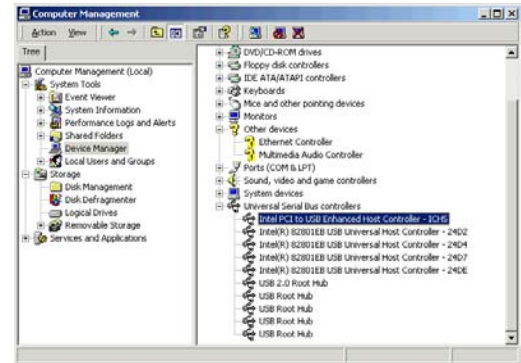 Computer Management
Action View
Tree
Computer Management (Local)
System Tools
Event Viewer
System Information
Performance Logs and Alerts
Shared Folders
Device Manager
Local Users and Groups
Storage
Disk Management
Disk Defragmenter
Logical Drives
Removable Storage
Services and Applications
DVD/CD-ROM drives
Floppy disk controllers
IDE ATA/ATAPI controllers
Keyboards
Mice and other pointing devices
Monitors
Other devices
Ethernet Controller
Multimedia Audio Controller
Ports (COM & LPT)
Sound, video and game controllers
System devices
Universal Serial Bus controllers
Intel PCI to USB Enhanced Host Controller - ICH5
Intel(R) 82801EB USB Universal Host Controller - 24D2
Intel(R) 82801EB USB Universal Host Controller - 24D4
Intel(R) 82801EB USB Universal Host Controller - 24D7
Intel(R) 82801EB USB Universal Host Controller - 24DE
USB 2.0 Root Hub
USB Root Hub
USB Root Hub
USB Root Hub
USB Root Hub